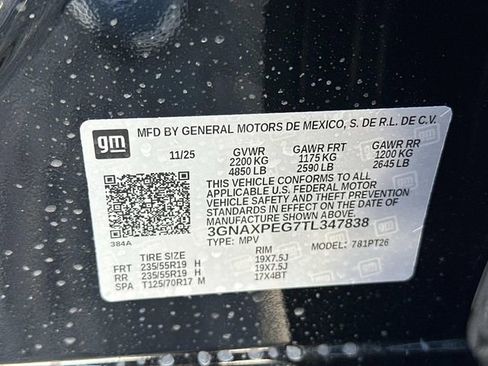 gm
MFD BY GENERAL MOTORS DE MEXICO, S. DE R.L. DE C.V.
11/25 GVWR GAWR FRT GAWR RR
2200 KG 1175 KG 1200 KG
4850 LB 2590 LB 2645 LB
THIS VEHICLE CONFORMS TO ALL
APPLICABLE U.S. FEDERAL MOTOR
VEHICLE SAFETY AND THEFT PREVENTION
STANDARDS IN EFFECT ON THE DATE OF
MANUFACTURE SHOWN ABOVE.
3GNAXPEG7TL347838
384A
TYPE: MPV MODEL: 781PT26
TIRE SIZE RIM
FRT 235/55R19 H 19X7.5J
RR 235/55R19 H 19X7.5J
SPA T125/70R17 M 17X4BT